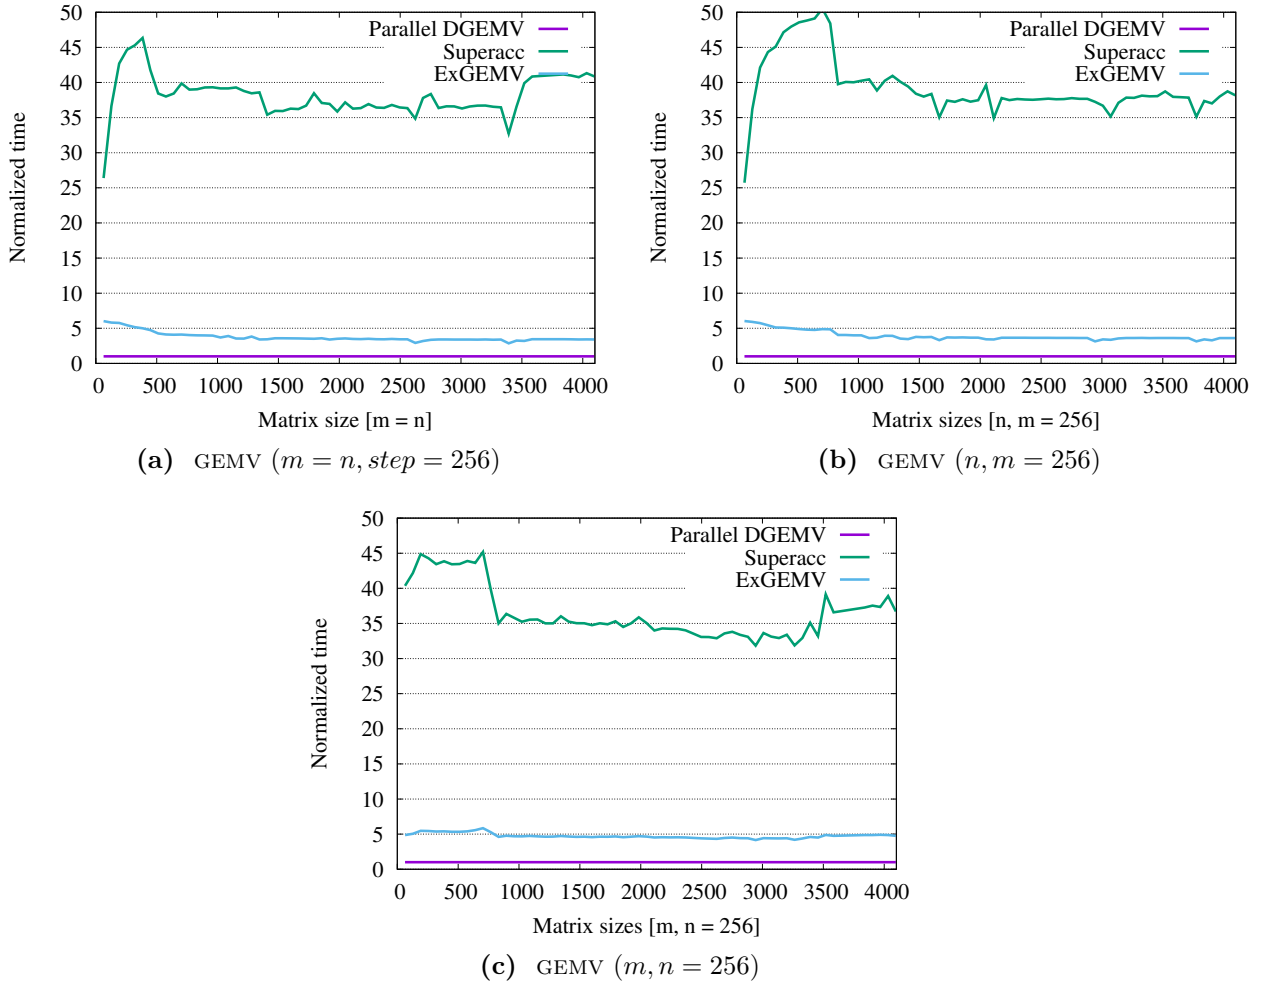 Parallel DGEMV
Superacc
ExGEMV
50
45
40
35
30
25
20
15
10
5
0
Normalized time
0 500 1000 1500 2000 2500 3000 3500 4000
Matrix size [m = n]
(a) GEMV (m = n, step = 256)
Parallel DGEMV
Superacc
ExGEMV
50
45
40
35
30
25
20
15
10
5
0
Normalized time
0 500 1000 1500 2000 2500 3000 3500 4000
Matrix sizes [n, m = 256]
(b) GEMV (n, m = 256)
Parallel DGEMV
Superacc
ExGEMV
50
45
40
35
30
25
20
15
10
5
0
Normalized time
0 500 1000 1500 2000 2500 3000 3500 4000
Matrix sizes [m, n = 256]
(c) GEMV (m, n = 256)